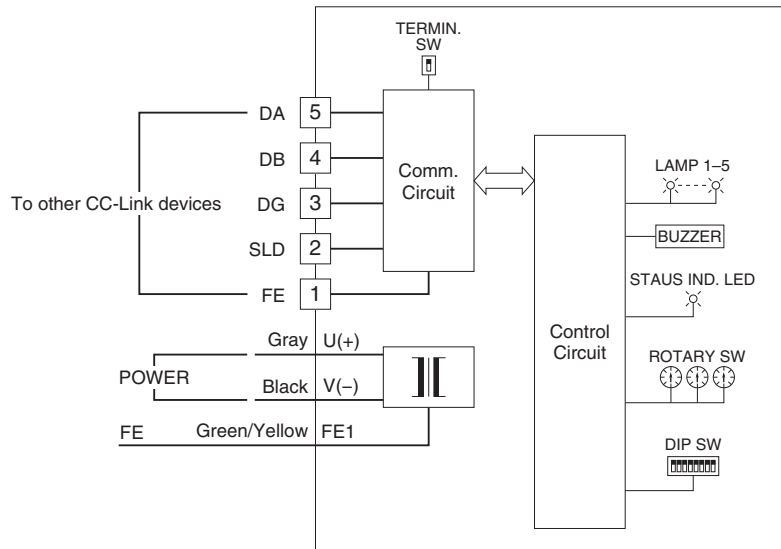 TERMIN.
SW
DA 5
DB 4
To other CC-Link devices
DG 3
SLD 2
FE 1
Comm.
Circuit
LAMP 1–5
BUZZER
STAUS IND. LED
Control
Circuit
ROTARY SW
DIP SW
Gray U(+)
POWER
Black V(−)
FE Green/Yellow FE1